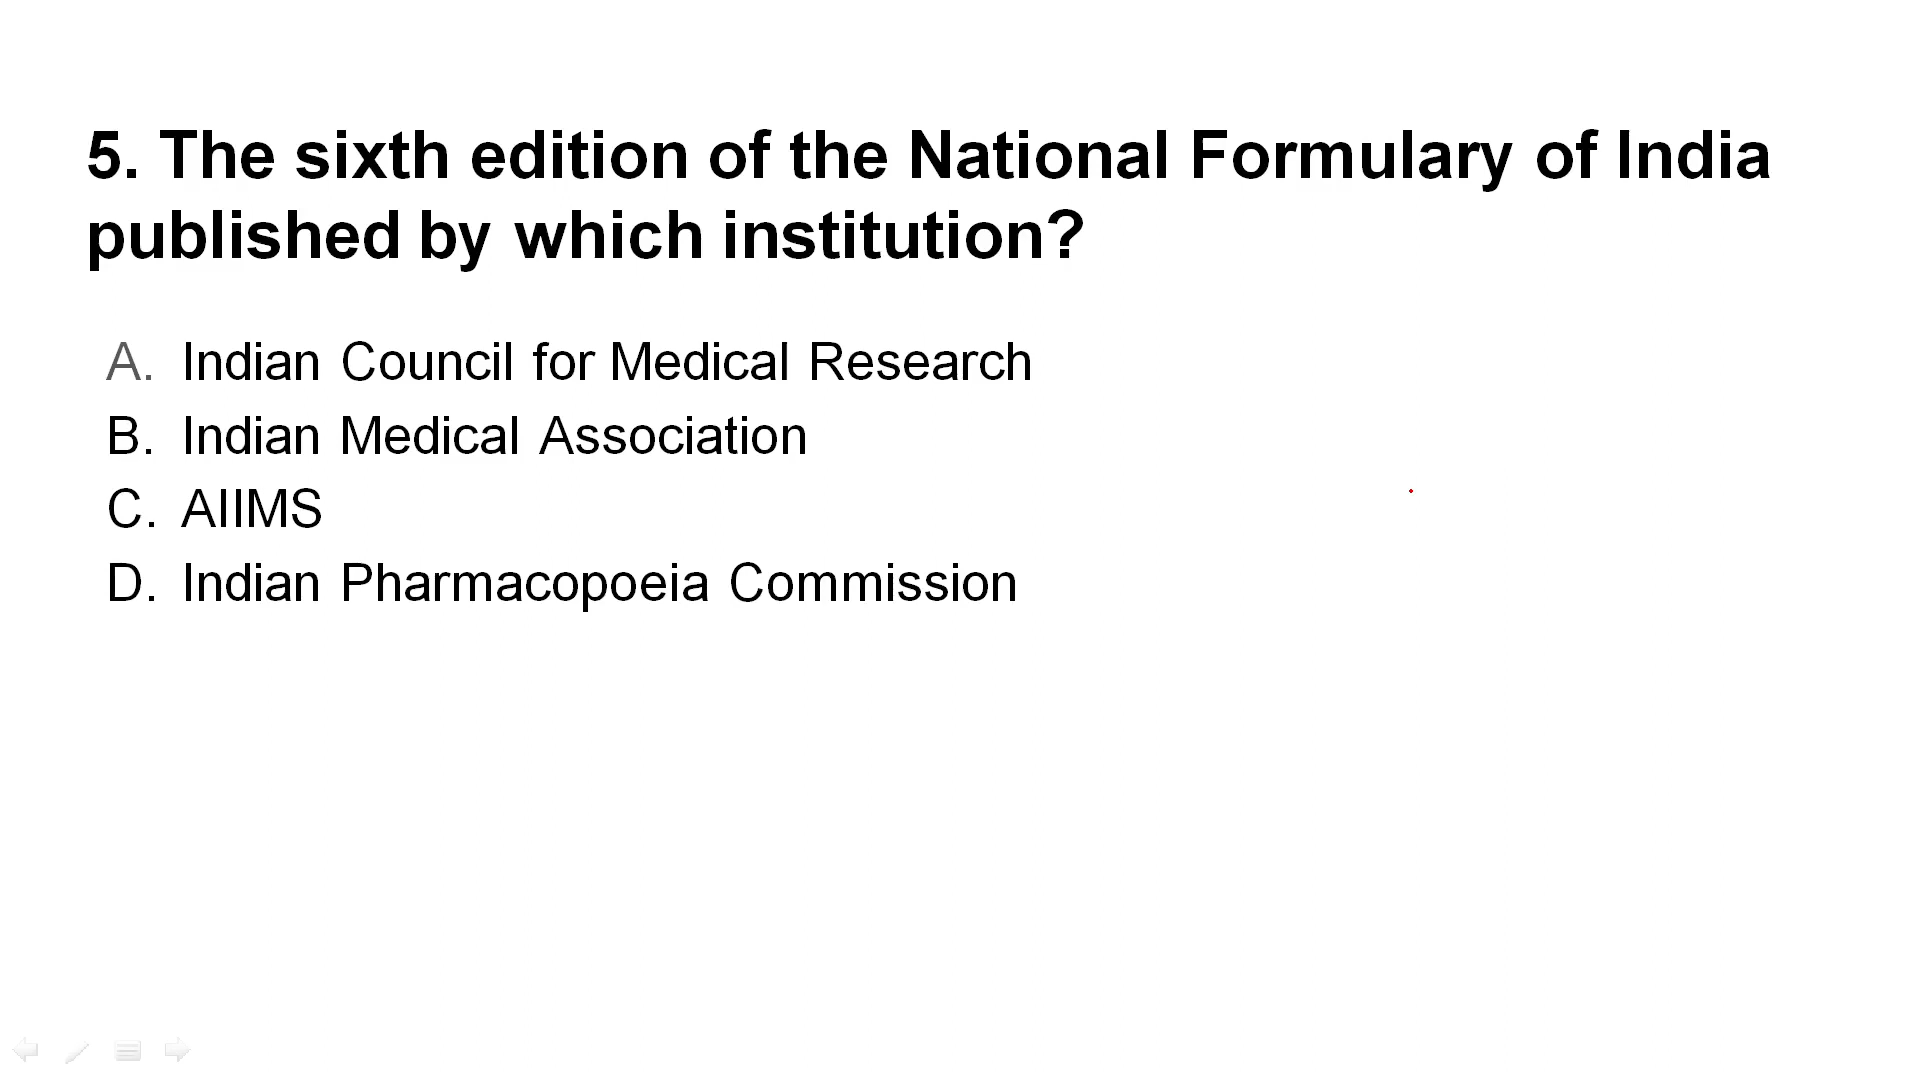 5. The sixth edition of the National Formulary of India
published by which institution?
A. Indian Council for Medical Research
B. Indian Medical Association
C. AIIMS
D. Indian Pharmacopoeia Commission